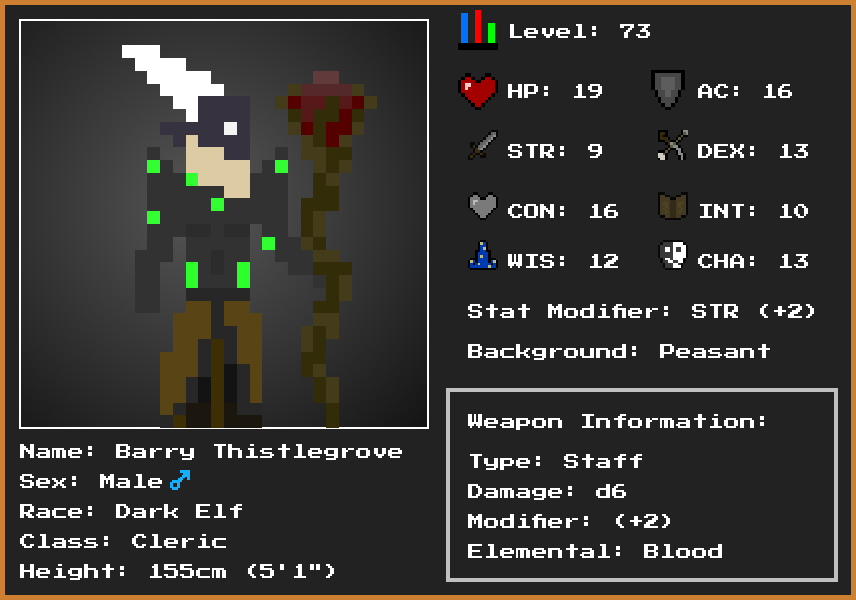 Level: 73
HP: 19 AC: 16
STR: 9 DEX: 13
CON: 16 INT: 10
WIS: 12 CHA: 13
Stat Modifier: STR (+2)
Background: Peasant
Weapon Information:
Type: Staff
Damage: d6
Modifier: (+2)
Elemental: Blood
Name: Barry Thistlegrove
Sex: Male♂
Race: Dark Elf
Class: Cleric
Height: 155cm (5'1")